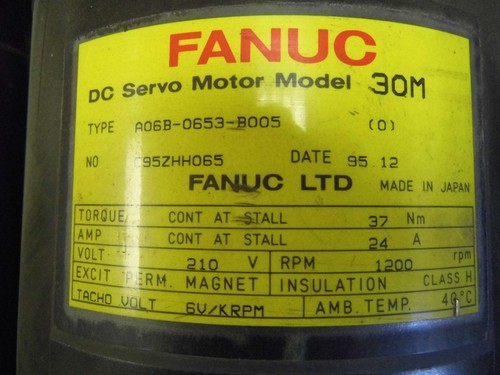 FANUC
DC Servo Motor Model 30M
TYPE A06B-0653-B005 (0)
NO C95ZHH065 DATE 95.12
FANUC LTD MADE IN JAPAN
TORQUE CONT AT STALL 37 Nm
AMP CONT AT STALL 24 A
VOLT 210 V RPM 1200 rpm
EXCIT PERM. MAGNET INSULATION CLASS H
TACHO VOLT 6V/KRPM AMB. TEMP. 40°C